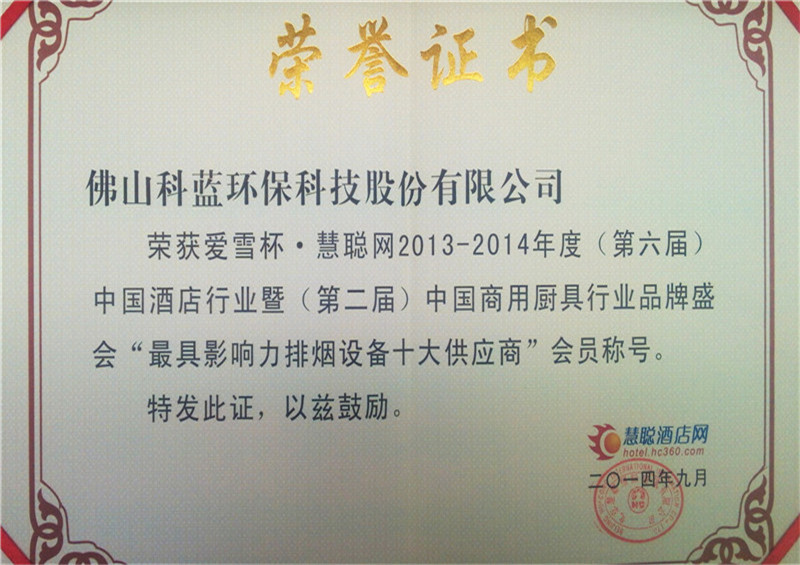 荣誉证书
佛山科蓝环保科技股份有限公司
荣获爱雪杯·慧聪网2013-2014年度（第六届）
中国酒店行业暨（第二届）中国商用厨具行业品牌盛
会“最具影响力排烟设备十大供应商”会员称号。
特发此证，以兹鼓励。
慧聪酒店网
hotel.hc360.com
二〇一四年九月